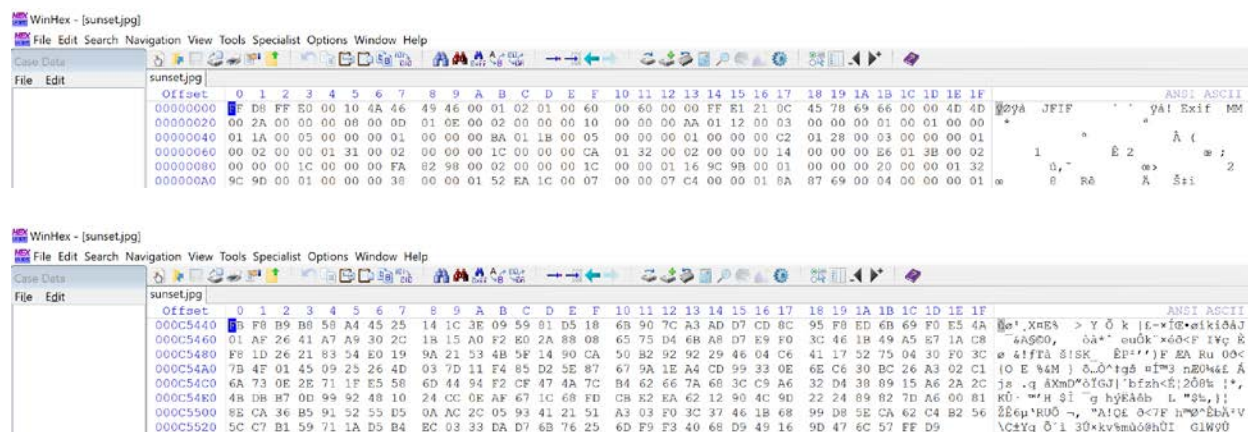 WinHex - [sunset.jpg]
File Edit Search Navigation View Tools Specialist Options Window Help
Case Data
File Edit
sunset.jpg
Offset 0 1 2 3 4 5 6 7 8 9 A B C D E F 10 11 12 13 14 15 16 17 18 19 1A 1B 1C 1D 1E 1F ANSI ASCII
00000000 FF D8 FF E0 00 10 4A 46 49 46 00 01 02 01 00 60 00 60 00 00 FF E1 21 0C 45 78 69 66 00 00 4D 4D ÿØÿà JFIF ` ` ÿá! Exif MM
00000020 00 2A 00 00 00 08 00 0D 01 0E 00 02 00 00 00 10 00 00 00 AA 01 12 00 03 00 00 00 01 00 01 00 00 * ª
00000040 01 1A 00 05 00 00 00 01 00 00 00 BA 01 1B 00 05 00 00 00 01 00 00 00 C2 01 28 00 03 00 00 00 01 º Â (
00000060 00 02 00 00 01 31 00 02 00 00 00 1C 00 00 00 CA 01 32 00 02 00 00 00 14 00 00 00 E6 01 3B 00 02 1 Ê 2 æ ;
00000080 00 00 00 1C 00 00 00 FA 82 98 00 02 00 00 00 1C 00 00 01 16 9C 9B 00 01 00 00 00 20 00 00 01 32 ú‚˜ œ› 2
000000A0 9C 9D 00 01 00 00 00 38 00 00 01 52 EA 1C 00 07 00 00 07 C4 00 00 01 8A 87 69 00 04 00 00 00 01 œ 8 Rê Ä Š‡i
WinHex - [sunset.jpg]
File Edit Search Navigation View Tools Specialist Options Window Help
Case Data
File Edit
sunset.jpg
Offset 0 1 2 3 4 5 6 7 8 9 A B C D E F 10 11 12 13 14 15 16 17 18 19 1A 1B 1C 1D 1E 1F ANSI ASCII
000C5440 FB F8 B9 B8 58 A4 45 25 14 1C 3E 09 59 81 D5 18 6B 90 7C A3 AD D7 CD 8C 95 F8 ED 6B 69 F0 E5 4A
000C5460 01 AF 26 41 A7 A9 30 2C 1B 15 A0 F2 E0 2A 88 08 65 75 D4 6B A8 D7 E9 F0 3C 46 1B 49 A5 E7 1A C8
000C5480 F8 1D 26 21 83 54 E0 19 9A 21 53 4B 5F 14 90 CA 50 B2 92 92 29 46 04 C6 41 17 52 75 04 30 F0 3C
000C54A0 7B 4F 01 45 09 25 26 4D 03 7D 11 F4 85 D2 5E 87 67 9A 1E A4 CD 99 33 0E 6E C6 30 BC 26 A3 02 C1
000C54C0 6A 73 0E 2E 71 1F E5 58 6D 44 94 F2 CF 47 4A 7C B4 62 66 7A 68 3C C9 A6 32 D4 38 89 15 A6 2A 2C
000C54E0 4B DB B7 0D 99 92 48 10 24 CC 0E AF 67 1C 68 FD CB E2 EA 62 12 90 4C 9D 22 24 89 82 7D A6 00 81
000C5500 8E CA 36 B5 91 52 55 D5 0A AC 2C 05 93 41 21 51 A3 03 F0 3C 37 46 1B 68 99 D8 5E CA 62 C4 B2 56
000C5520 5C C7 B1 59 71 1A D5 B4 EC 03 33 DA D7 6B 76 25 6D F9 F3 40 68 D9 49 16 9D 47 6C 57 FF D9